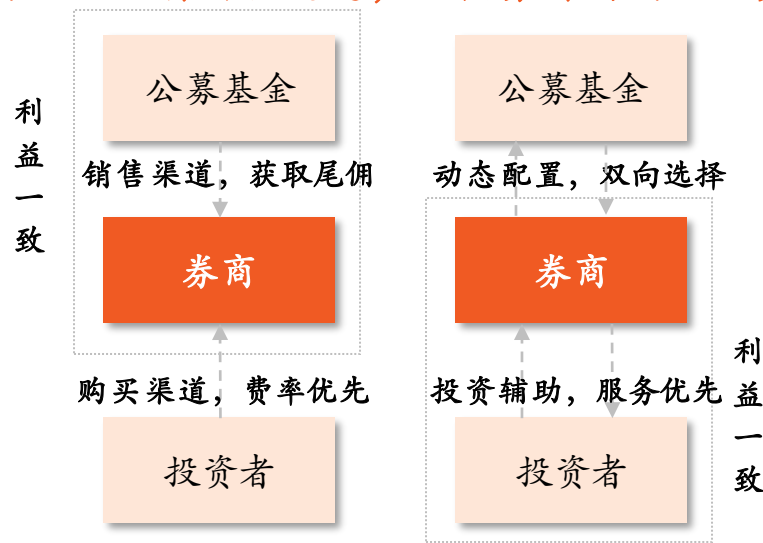 公募基金
销售渠道，获取尾佣
券商
购买渠道，费率优先
投资者
利益一致
公募基金
动态配置，双向选择
券商
投资辅助，服务优先
投资者
利益一致